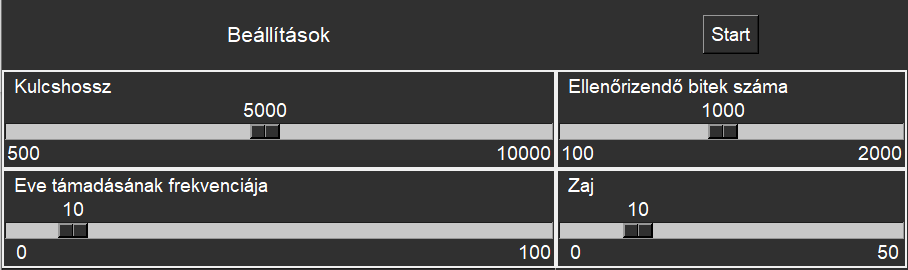 Beállítások
Start
Kulcshossz
5000
500 10000
Ellenőrizendő bitek száma
1000
100 2000
Eve támadásának frekvenciája
10
0 100
Zaj
10
0 50